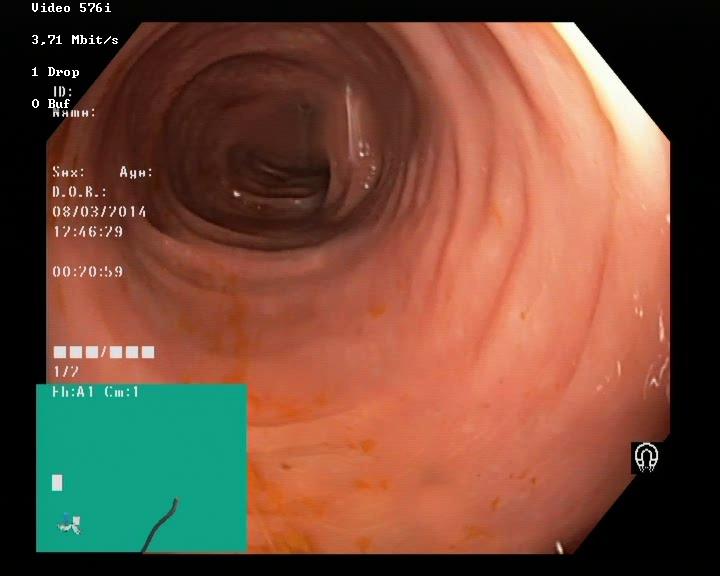 Video 576i
3,71 Mbit/s
1 Drop
0 Buf
ID:
Name:
Sex: Age:
D.O.B.:
08/03/2014
12:46:29
00:20:59
1/2
Eh:A1 Cm:1